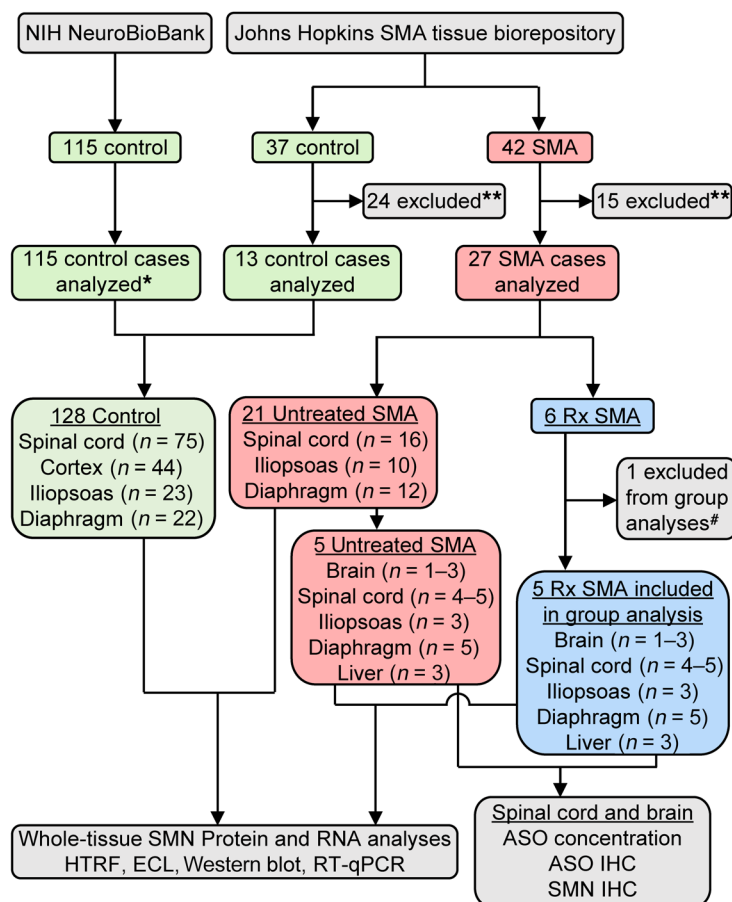 NIH NeuroBioBank
Johns Hopkins SMA tissue biorepository
115 control
37 control
42 SMA
24 excluded**
15 excluded**
115 control cases
analyzed*
13 control cases
analyzed
27 SMA cases
analyzed
128 Control
Spinal cord (n = 75)
Cortex (n = 44)
Iliopsoas (n = 23)
Diaphragm (n = 22)
21 Untreated SMA
Spinal cord (n = 16)
Iliopsoas (n = 10)
Diaphragm (n = 12)
6 Rx SMA
1 excluded
from group
analyses#
5 Untreated SMA
Brain (n = 1–3)
Spinal cord (n = 4–5)
Iliopsoas (n = 3)
Diaphragm (n = 5)
Liver (n = 3)
5 Rx SMA included
in group analysis
Brain (n = 1–3)
Spinal cord (n = 4–5)
Iliopsoas (n = 3)
Diaphragm (n = 5)
Liver (n = 3)
Whole-tissue SMN Protein and RNA analyses
HTRF, ECL, Western blot, RT-qPCR
Spinal cord and brain
ASO concentration
ASO IHC
SMN IHC